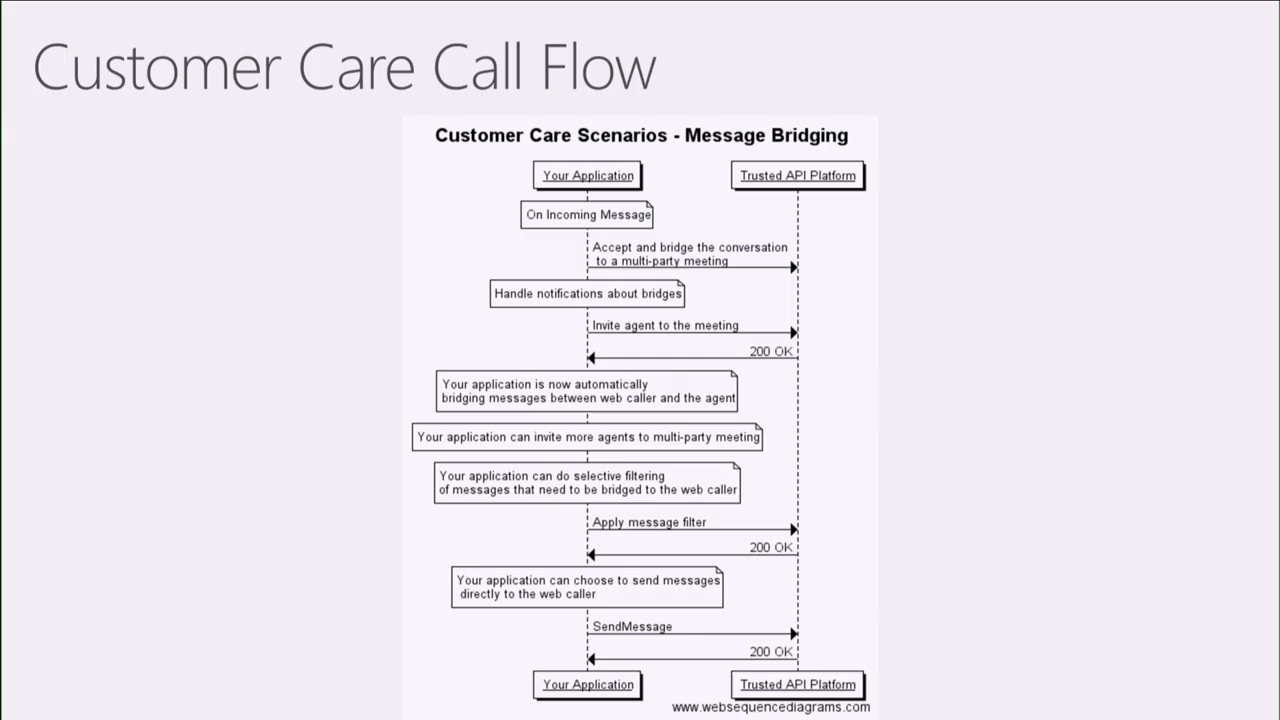 Customer Care Call Flow
Customer Care Scenarios - Message Bridging
Your Application
Trusted API Platform
On Incoming Message
Accept and bridge the conversation
to a multi-party meeting
Handle notifications about bridges
Invite agent to the meeting
200 OK
Your application is now automatically
bridging messages between web caller and the agent
Your application can invite more agents to multi-party meeting
Your application can do selective filtering
of messages that need to be bridged to the web caller
Apply message filter
200 OK
Your application can choose to send messages
directly to the web caller
SendMessage
200 OK
Your Application
Trusted API Platform
www.websequencediagrams.com